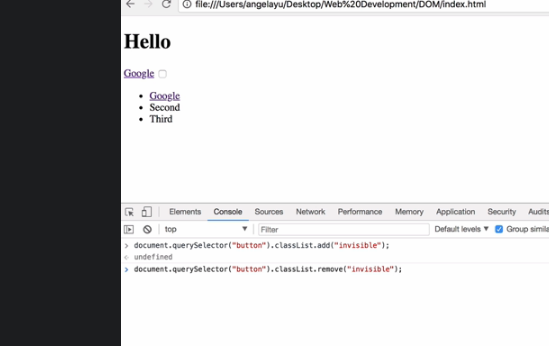 file:///Users/angelayu/Desktop/Web%20Development/DOM/index.html
Hello
Google
Google
Second
Third
Elements Console Sources Network Performance Memory Application Security Audits
top Filter Default levels Group simila
document.querySelector("button").classList.add("invisible");
undefined
document.querySelector("button").classList.remove("invisible");